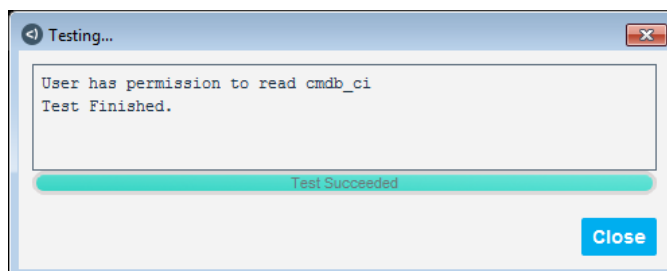 Testing...
User has permission to read cmdb_ci
Test Finished.
Test Succeeded
Close